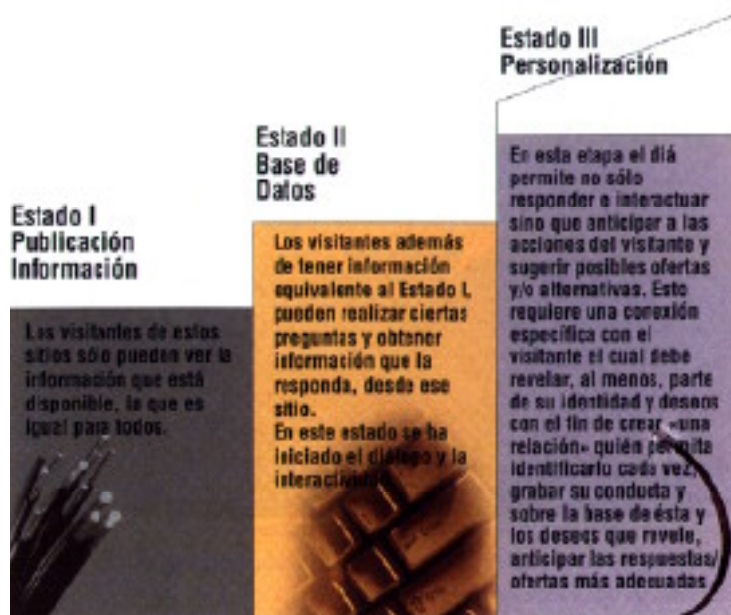 Estado I
Publicación
Información
Los visitantes de estos
sitios sólo pueden ver la
información que está
disponible, la que es
igual para todos.
Estado II
Base de
Datos
Los visitantes además
de tener información
equivalente al Estado I,
pueden realizar ciertas
preguntas y obtener
información que la
responda, desde ese
sitio.
En este estado se ha
iniciado el diálogo y la
interactividad.
Estado III
Personalización
En esta etapa el diá
permite no sólo
responder e interactuar
sino que anticipar a las
acciones del visitante y
sugerir posibles ofertas
y/o alternativas. Esto
requiere una conexión
específica con el
visitante el cual debe
revelar, al menos, parte
de su identidad y deseos
con el fin de crear «una
relación» quién permita
identificarlo cada vez,
grabar su conducta y
sobre la base de ésta y
los deseos que revele,
anticipar las respuestas/
ofertas más adecuadas